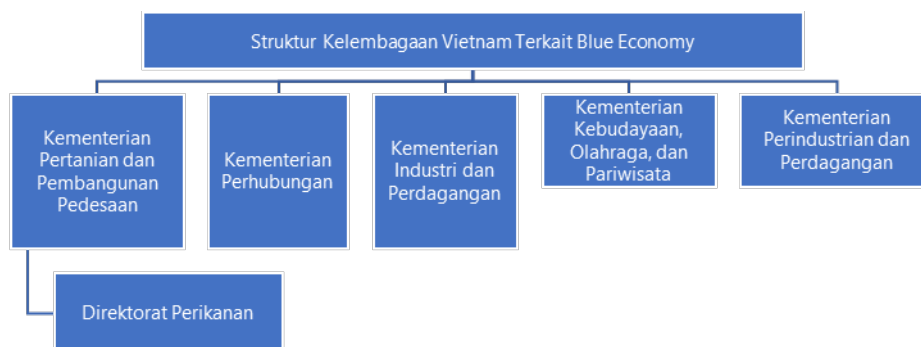 Struktur Kelembagaan Vietnam Terkait Blue Economy
Kementerian
Pertanian dan
Pembangunan
Pedesaan
Kementerian
Perhubungan
Kementerian
Industri dan
Perdagangan
Kementerian
Kebudayaan,
Olahraga, dan
Pariwisata
Kementerian
Perindustrian dan
Perdagangan
Direktorat Perikanan